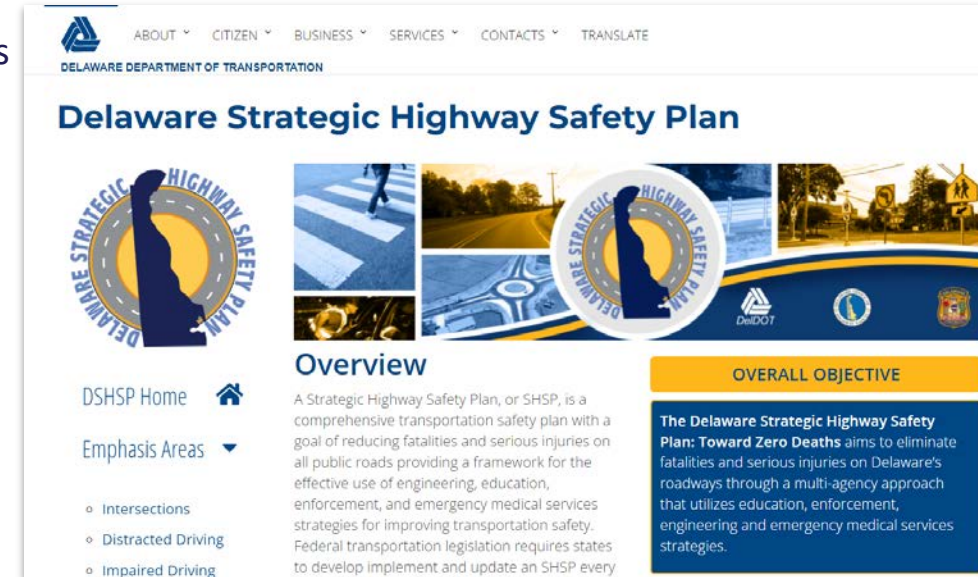 s
ABOUT CITIZEN BUSINESS SERVICES CONTACTS TRANSLATE
DELAWARE DEPARTMENT OF TRANSPORTATION
Delaware Strategic Highway Safety Plan
DELAWARE STRATEGIC HIGHWAY SAFETY PLAN
DELAWARE STRATEGIC HIGHWAY SAFETY PLAN
DelDOT
DSHSP Home
Emphasis Areas
Intersections
Distracted Driving
Impaired Driving
Overview
A Strategic Highway Safety Plan, or SHSP, is a
comprehensive transportation safety plan with a
goal of reducing fatalities and serious injuries on
all public roads providing a framework for the
effective use of engineering, education,
enforcement, and emergency medical services
strategies for improving transportation safety.
Federal transportation legislation requires states
to develop implement and update an SHSP every
OVERALL OBJECTIVE
The Delaware Strategic Highway Safety
Plan: Toward Zero Deaths aims to eliminate
fatalities and serious injuries on Delaware's
roadways through a multi-agency approach
that utilizes education, enforcement,
engineering and emergency medical services
strategies.